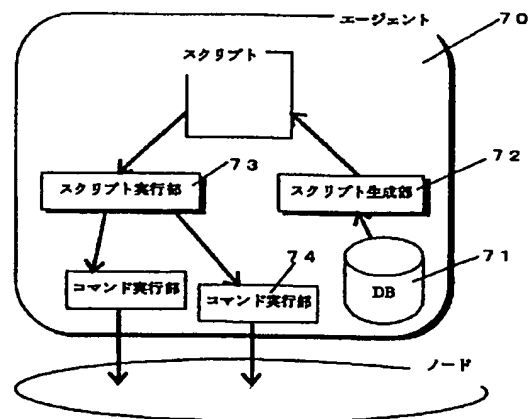 エージェント
７０
スクリプト
７３
７２
スクリプト実行部
スクリプト生成部
７４
７１
コマンド実行部
コマンド実行部
DB
ノード